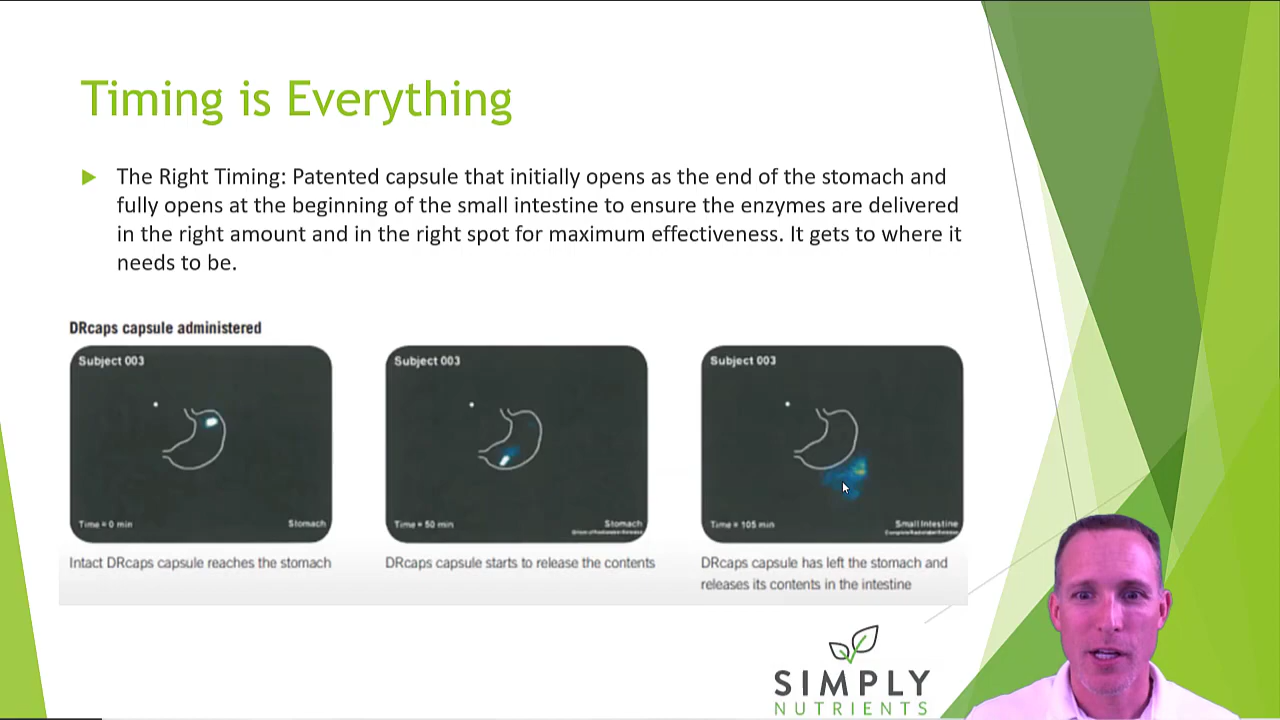 Timing is Everything
The Right Timing: Patented capsule that initially opens as the end of the stomach and
fully opens at the beginning of the small intestine to ensure the enzymes are delivered
in the right amount and in the right spot for maximum effectiveness. It gets to where it
needs to be.
DRcaps capsule administered
Subject 003
Time = 0 min
Stomach
Intact DRcaps capsule reaches the stomach
Subject 003
Time = 50 min
Stomach
DRcaps capsule starts to release the contents
Subject 003
Time = 105 min
Small Intestine
DRcaps capsule has left the stomach and
releases its contents in the intestine
SIMPLY
NUTRIENTS